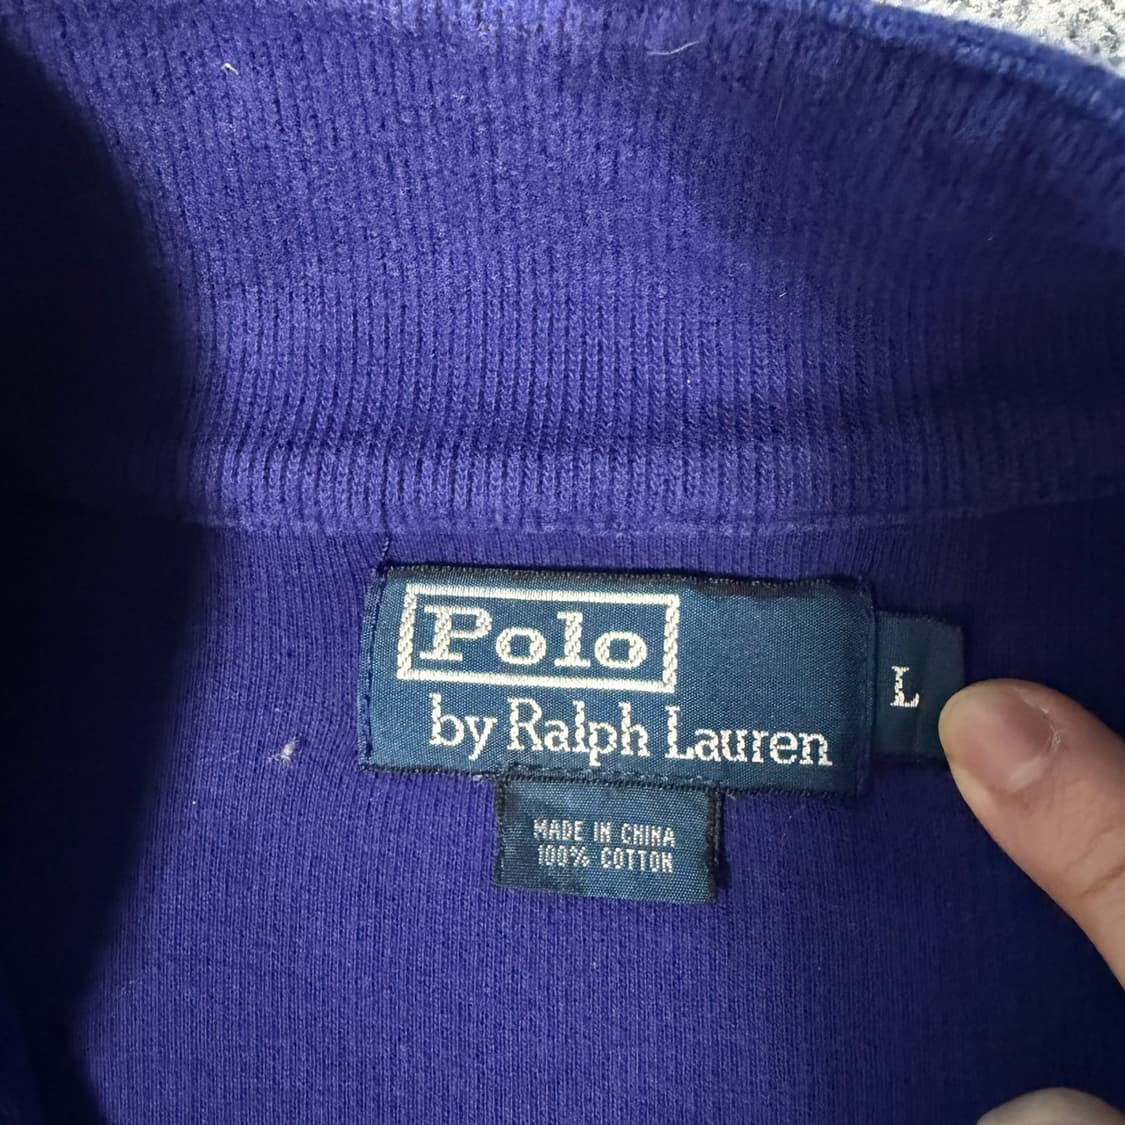 Polo
by Ralph Lauren
L
MADE IN CHINA
100% COTTON